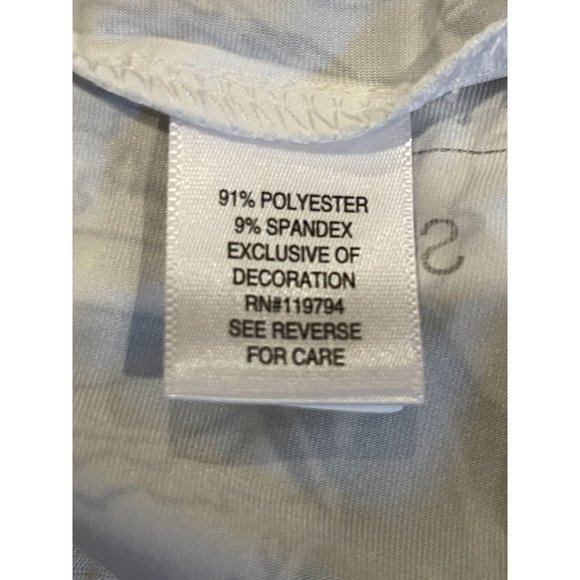 91% POLYESTER
9% SPANDEX
EXCLUSIVE OF
DECORATION
RN#119794
SEE REVERSE
FOR CARE
S